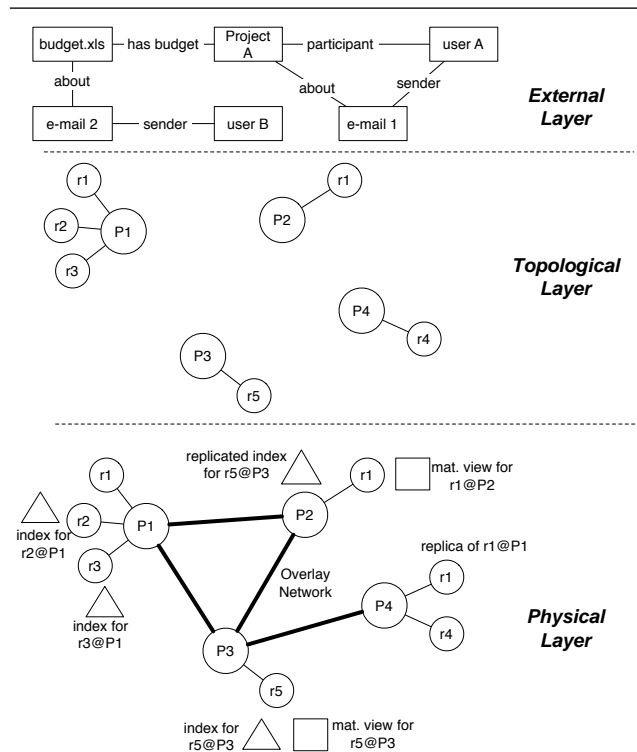 budget.xls
has budget
Project
A
participant
user A
about
about
sender
e-mail 2
sender
user B
e-mail 1
External
Layer
r1
r2
P1
r3
r1
P2
Topological
Layer
P4
r4
P3
r5
replicated index
for r5@P3
r1
mat. view for
r1@P2
r1
r2
P1
r3
index for
r2@P1
index for
r3@P1
P2
Overlay
Network
replica of r1@P1
r1
P4
r4
P3
r5
Physical
Layer
index for
r5@P3
mat. view for
r5@P3